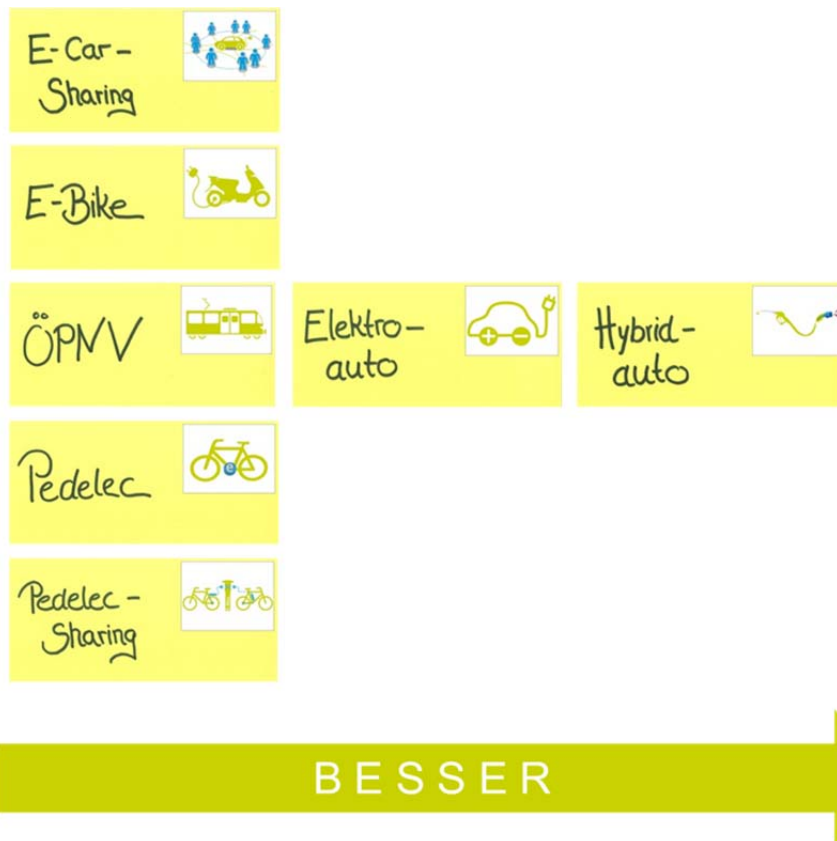 E-Car-
Sharing
E-Bike
ÖPNV
Elektro-
auto
Hybrid-
auto
Pedelec
Pedelec-
Sharing
BESSER